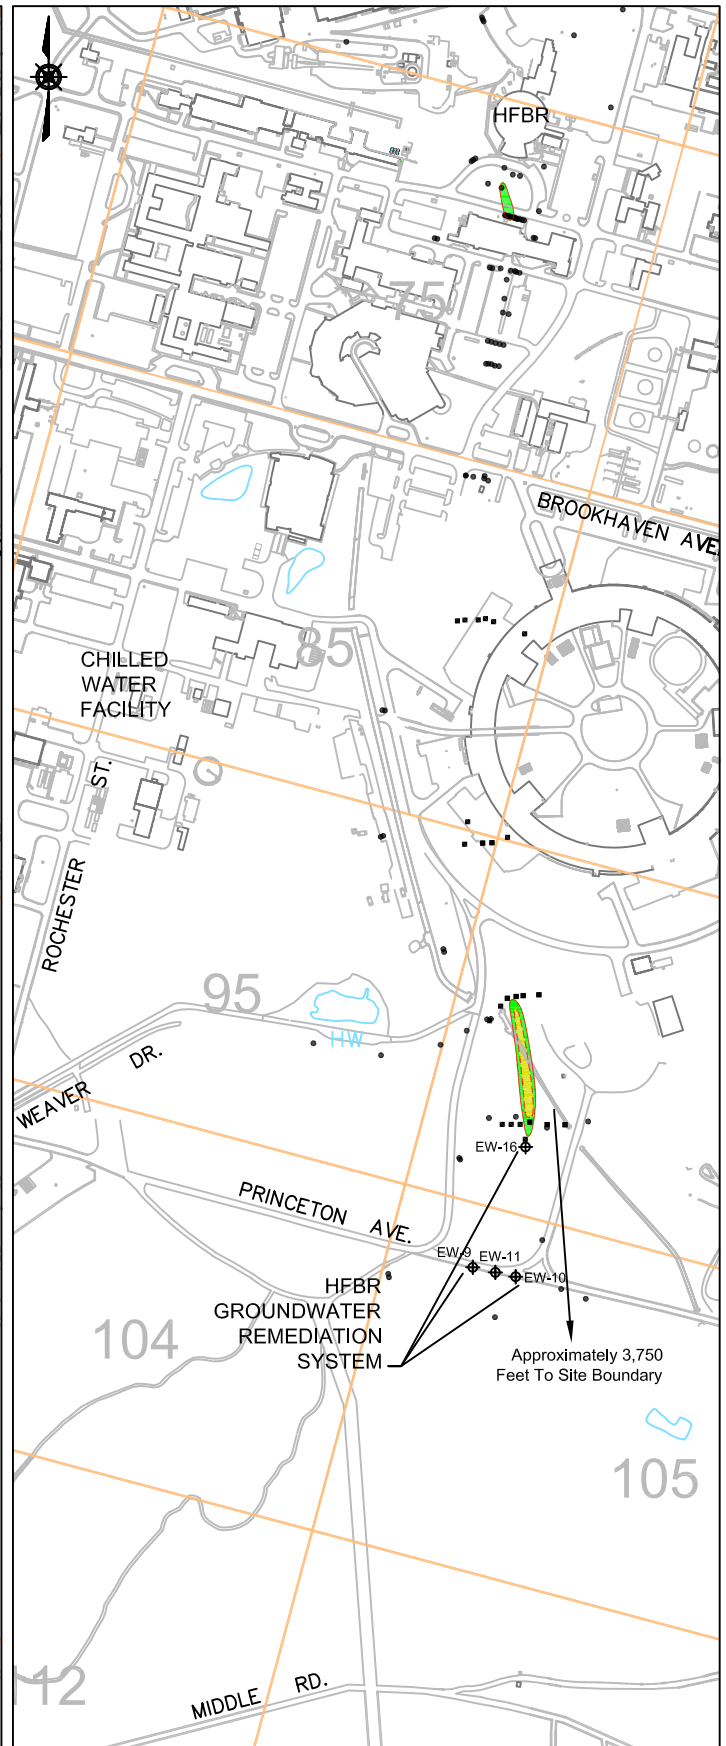 HFBR
75
BROOKHAVEN AVE.
85
CHILLED
WATER
FACILITY
ROCHESTER ST.
95
HW
WEAVER DR.
EW-16
PRINCETON AVE.
EW-9
EW-11
EW-10
HFBR
GROUNDWATER
REMEDIATION
SYSTEM
104
Approximately 3,750
Feet To Site Boundary
105
112
MIDDLE RD.